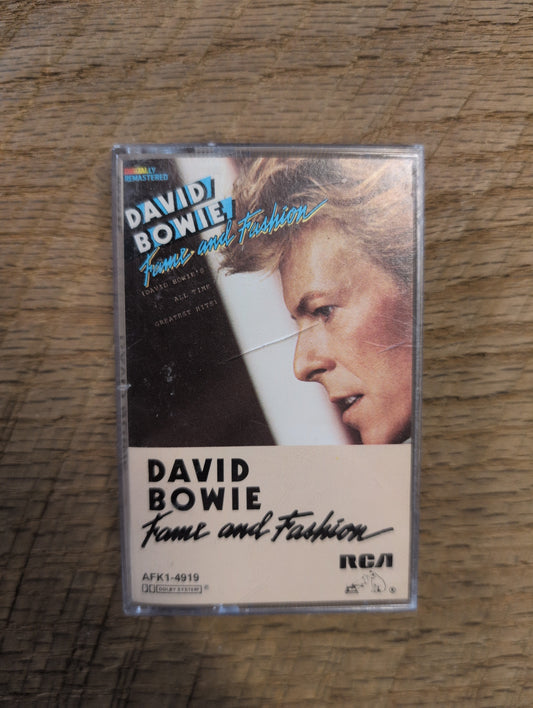 DIGITALLY
REMASTERED
DAVID
BOWIE
Fame and Fashion
(DAVID BOWIE'S
ALL TIME
GREATEST HITS)
DAVID
BOWIE
Fame and Fashion
RCA
AFK1-4919
DOLBY SYSTEM®
®